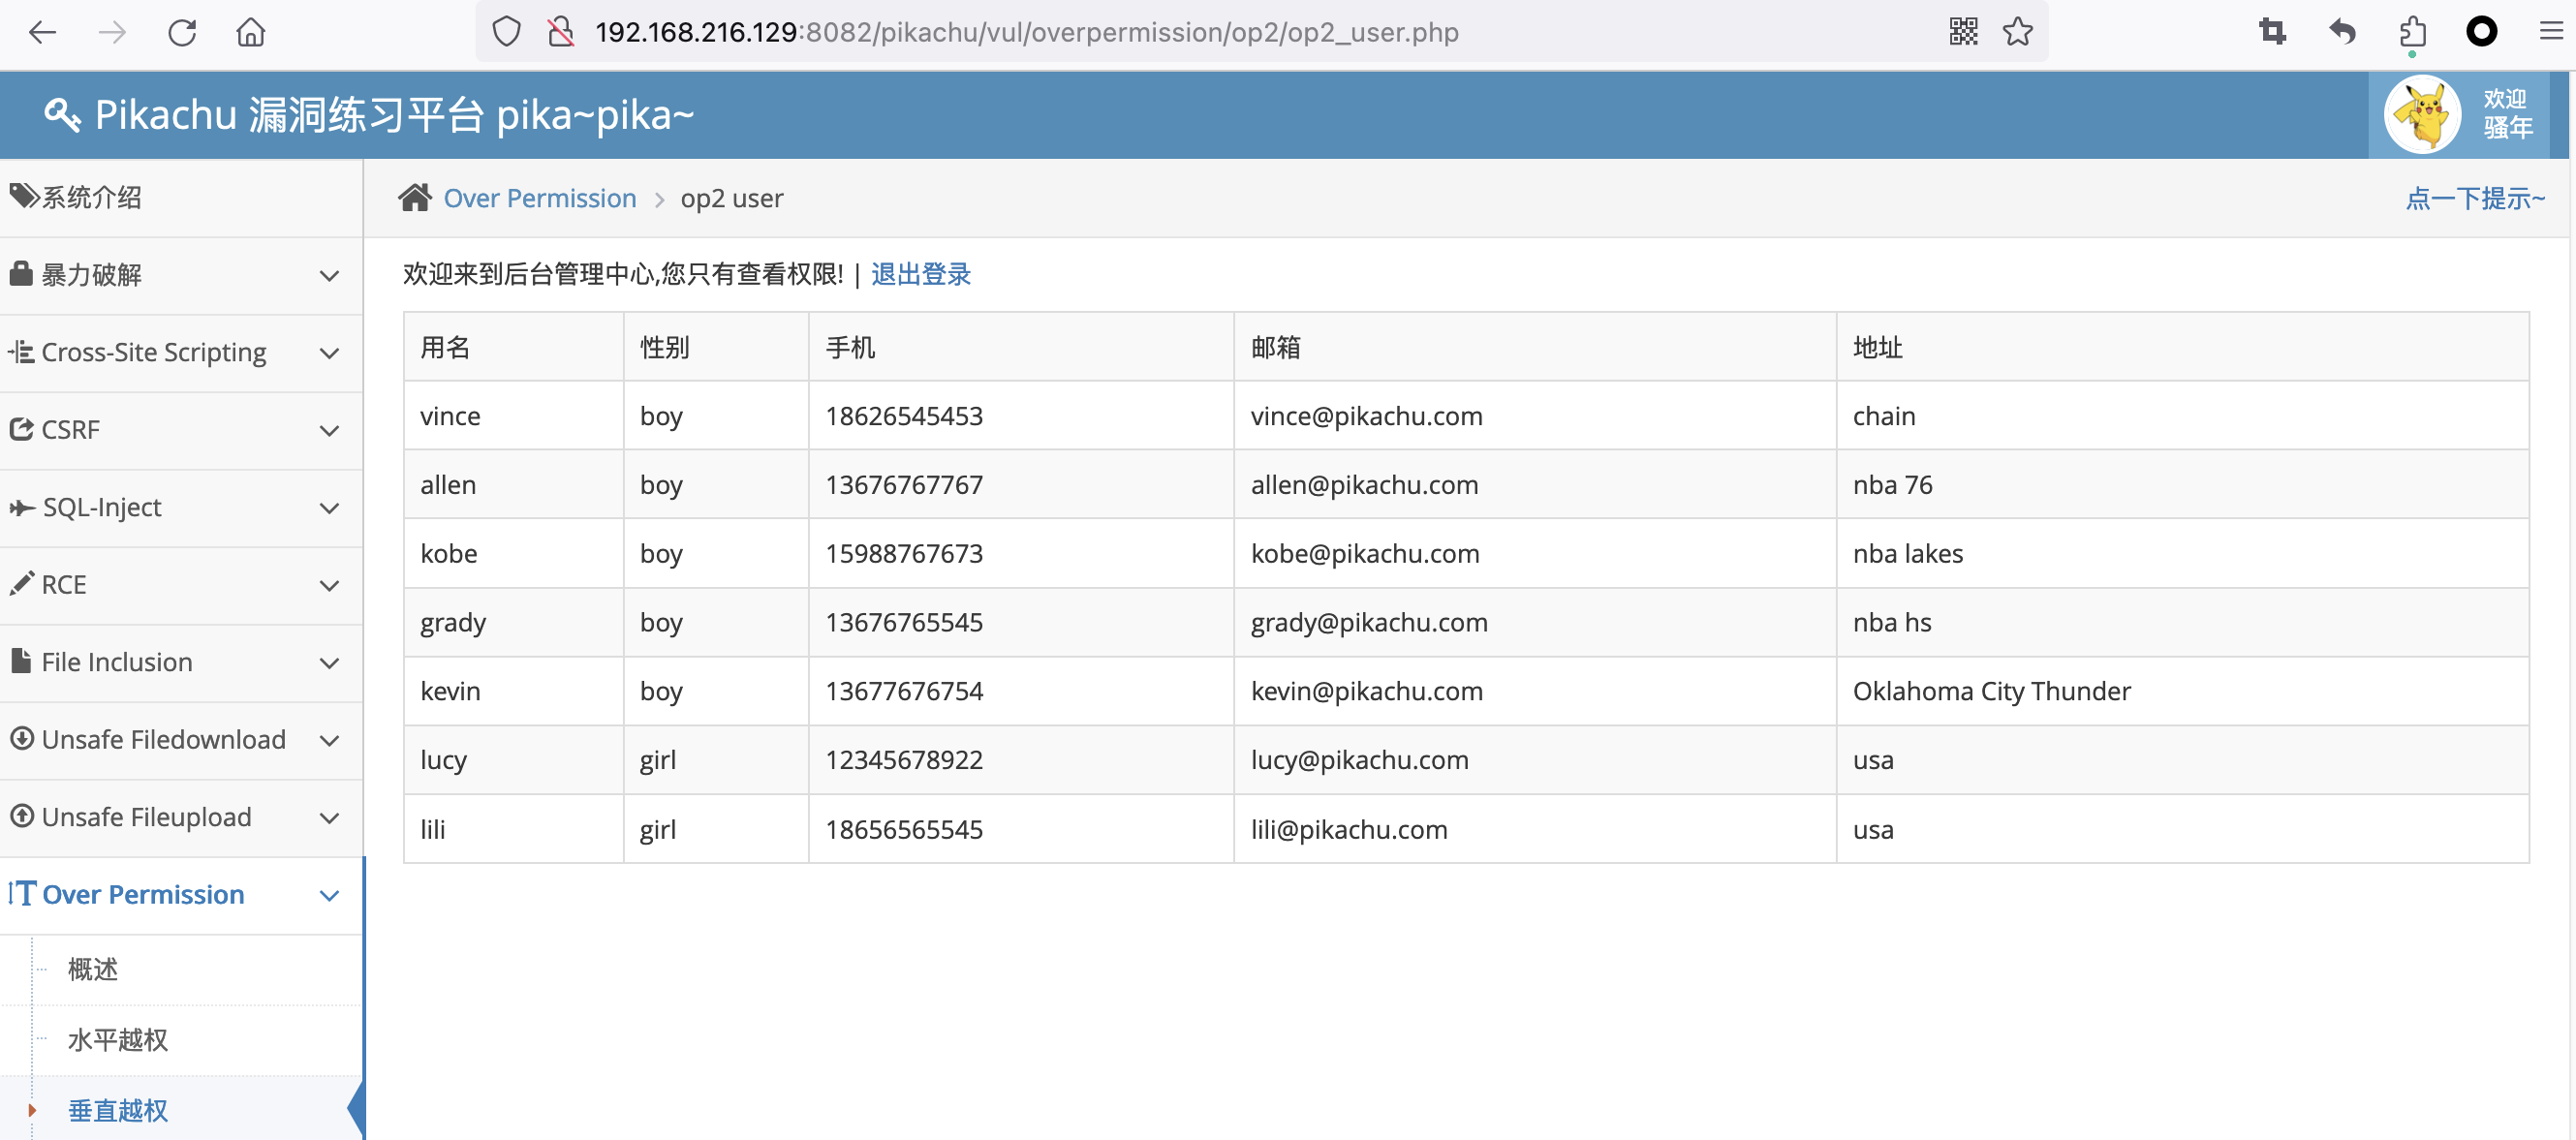 192.168.216.129:8082/pikachu/vul/overpermission/op2/op2_user.php
Pikachu 漏洞练习平台 pika~pika~
欢迎
骚年
系统介绍
暴力破解
Cross-Site Scripting
CSRF
SQL-Inject
RCE
File Inclusion
Unsafe Filedownload
Unsafe Fileupload
Over Permission
概述
水平越权
垂直越权
Over Permission > op2 user
点一下提示~
欢迎来到后台管理中心,您只有查看权限! | 退出登录
用名 性别 手机 邮箱 地址
vince boy 18626545453 vince@pikachu.com chain
allen boy 13676767767 allen@pikachu.com nba 76
kobe boy 15988767673 kobe@pikachu.com nba lakes
grady boy 13676765545 grady@pikachu.com nba hs
kevin boy 13677676754 kevin@pikachu.com Oklahoma City Thunder
lucy girl 12345678922 lucy@pikachu.com usa
lili girl 18656565545 lili@pikachu.com usa